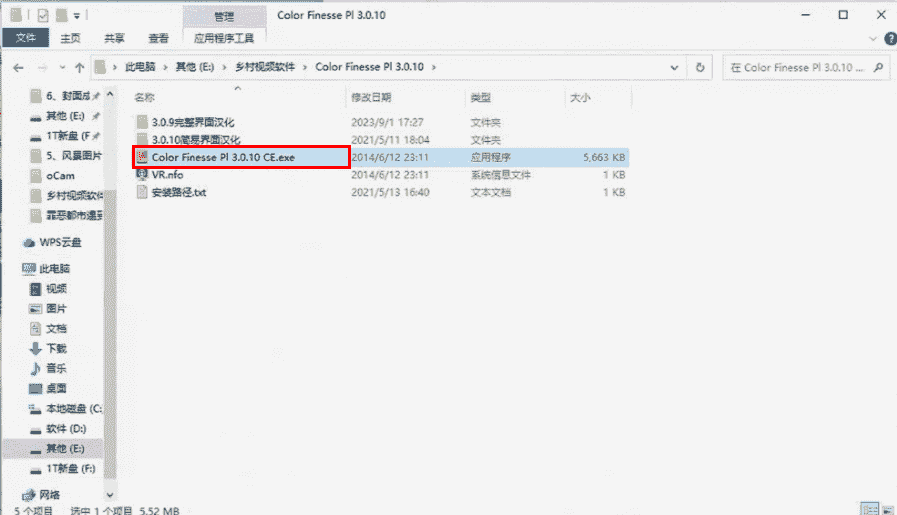 管理
Color Finesse Pl 3.0.10
文件
主页
共享
查看
应用程序工具
此电脑 › 其他 (E:) › 乡村视频软件 › Color Finesse Pl 3.0.10 ›
在 Color Finesse Pl 3.0.10 ...
名称 修改日期 类型 大小
3.0.9完整界面汉化 2023/9/1 17:27 文件夹
3.0.10简易界面汉化 2021/5/11 18:04 文件夹
Color Finesse Pl 3.0.10 CE.exe 2014/6/12 23:11 应用程序 5,663 KB
VR.nfo 2014/6/12 23:11 系统信息文件 1 KB
安装路径.txt 2021/5/13 16:40 文本文档 1 KB
6、封面
其他 (E:)
1T新盘 (F
5、风景图片
oCam
乡村视频软件
罪恶都市遇到
WPS云盘
此电脑
视频
图片
文档
下载
音乐
桌面
本地磁盘 (C:
软件 (D:)
其他 (E:)
1T新盘 (F:)
网络
5 个项目 选中 1 个项目 5.52 MB